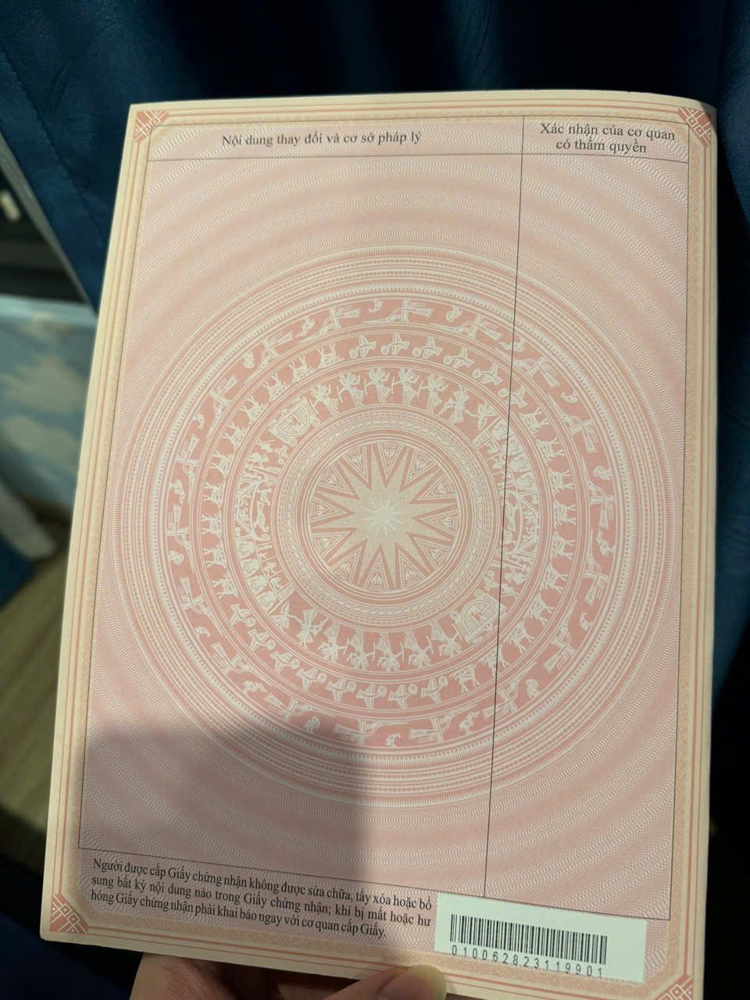 Nội dung thay đổi và cơ sở pháp lý
Xác nhận của cơ quan
có thẩm quyền
Người được cấp Giấy chứng nhận không được sửa chữa, tẩy xóa hoặc bổ
sung bất kỳ nội dung nào trong Giấy chứng nhận; khi bị mất hoặc hư
hỏng Giấy chứng nhận phải khai báo ngay với cơ quan cấp Giấy.
010062823119901